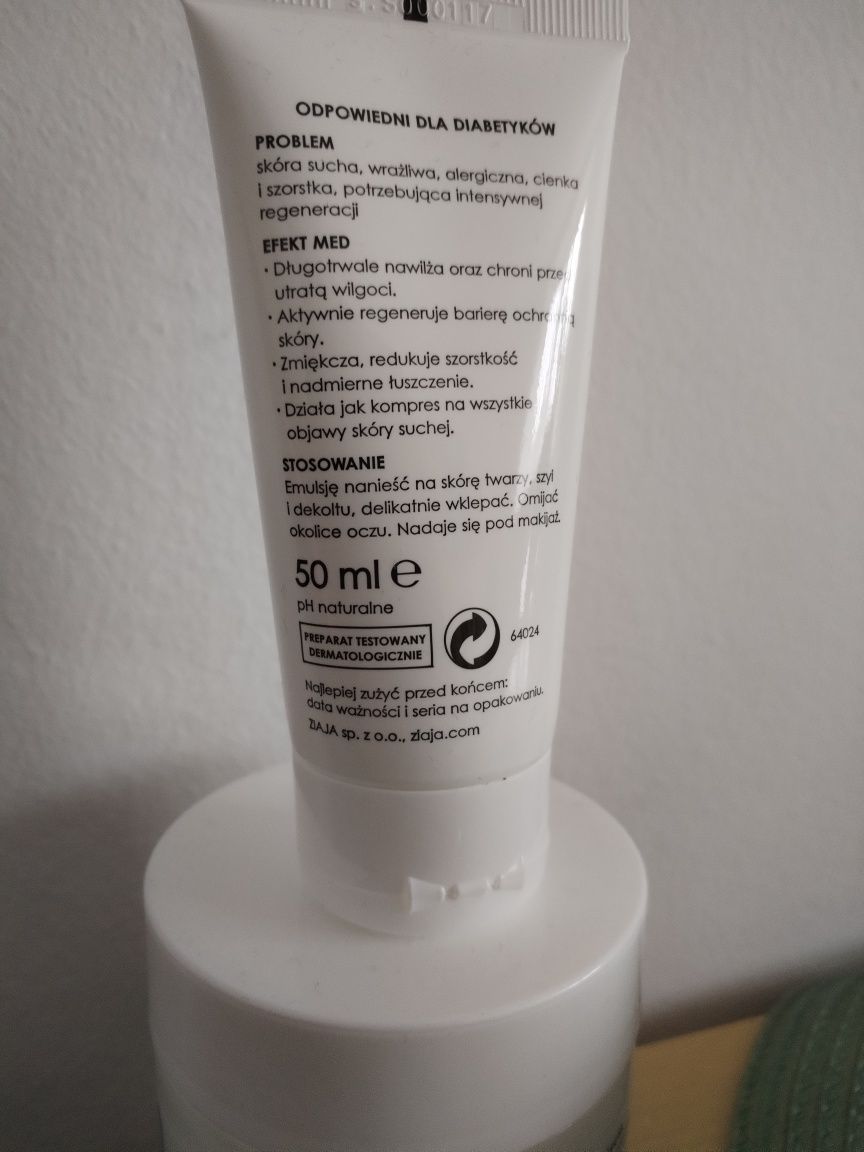 ODPOWIEDNI DLA DIABETYKÓW
PROBLEM
skóra sucha, wrażliwa, alergiczna, cienka
i szorstka, potrzebująca intensywnej
regeneracji
EFEKT MED
• Długotrwale nawilża oraz chroni przed
utratą wilgoci.
• Aktywnie regeneruje barierę ochronną
skóry.
• Zmiękcza, redukuje szorstkość
i nadmierne łuszczenie.
• Działa jak kompres na wszystkie
objawy skóry suchej.
STOSOWANIE
Emulsję nanieść na skórę twarzy, szyi
i dekoltu, delikatnie wklepać. Omijać
okolice oczu. Nadaje się pod makijaż.
50 ml ℮
pH naturalne
PREPARAT TESTOWANY
DERMATOLOGICZNIE
64024
Najlepiej zużyć przed końcem:
data ważności i seria na opakowaniu.
ZIAJA sp. z o.o., ziaja.com